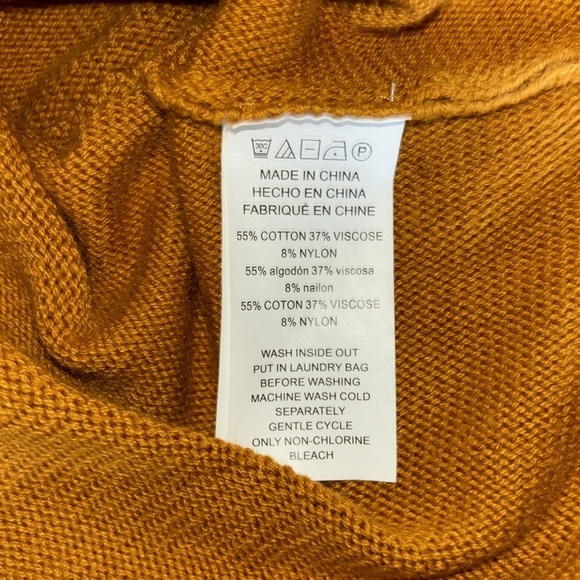 30C P
MADE IN CHINA
HECHO EN CHINA
FABRIQUÉ EN CHINE
55% COTTON 37% VISCOSE
8% NYLON
55% algodón 37% viscosa
8% nailon
55% COTON 37% VISCOSE
8% NYLON
WASH INSIDE OUT
PUT IN LAUNDRY BAG
BEFORE WASHING
MACHINE WASH COLD
SEPARATELY
GENTLE CYCLE
ONLY NON-CHLORINE
BLEACH